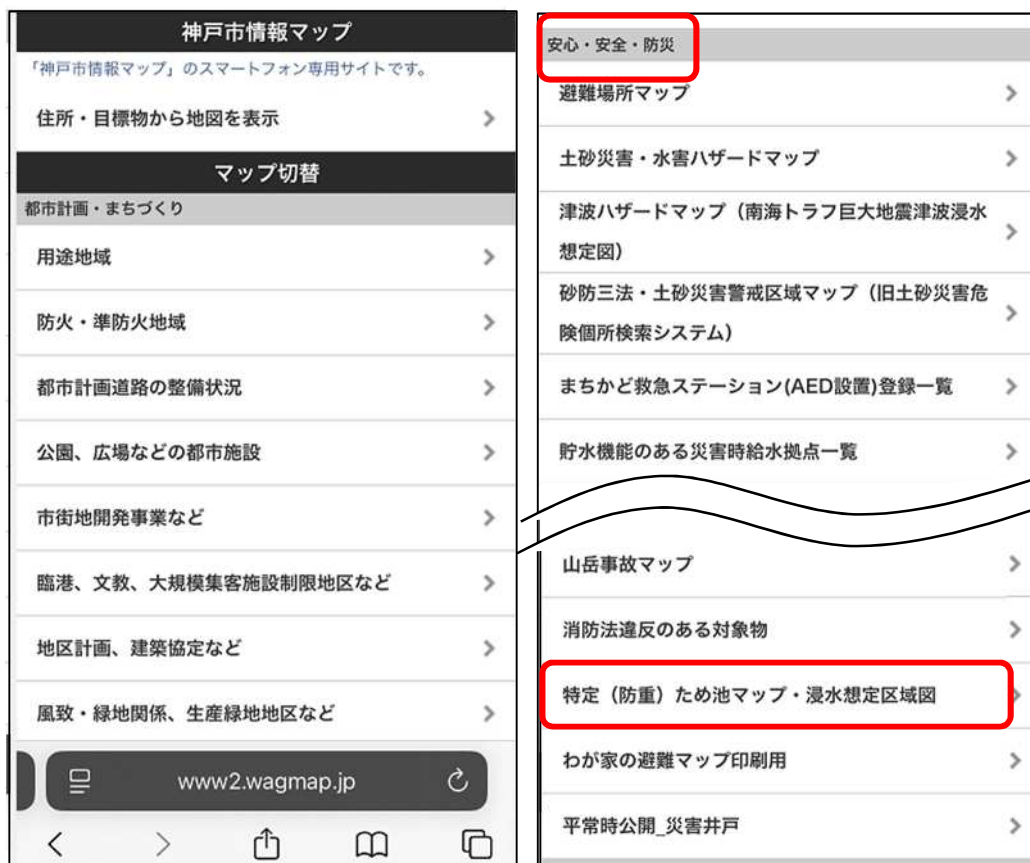 神戸市情報マップ
「神戸市情報マップ」のスマートフォン専用サイトです。
住所・目標物から地図を表示
マップ切替
都市計画・まちづくり
用途地域
防火・準防火地域
都市計画道路の整備状況
公園、広場などの都市施設
市街地開発事業など
臨港、文教、大規模集客施設制限地区など
地区計画、建築協定など
風致・緑地関係、生産緑地地区など
www2.wagmap.jp
安心・安全・防災
避難場所マップ
土砂災害・水害ハザードマップ
津波ハザードマップ（南海トラフ巨大地震津波浸水
想定図）
砂防三法・土砂災害警戒区域マップ（旧土砂災害危
険個所検索システム）
まちかど救急ステーション(AED設置)登録一覧
貯水機能のある災害時給水拠点一覧
山岳事故マップ
消防法違反のある対象物
特定（防重）ため池マップ・浸水想定区域図
わが家の避難マップ印刷用
平常時公開_災害井戸